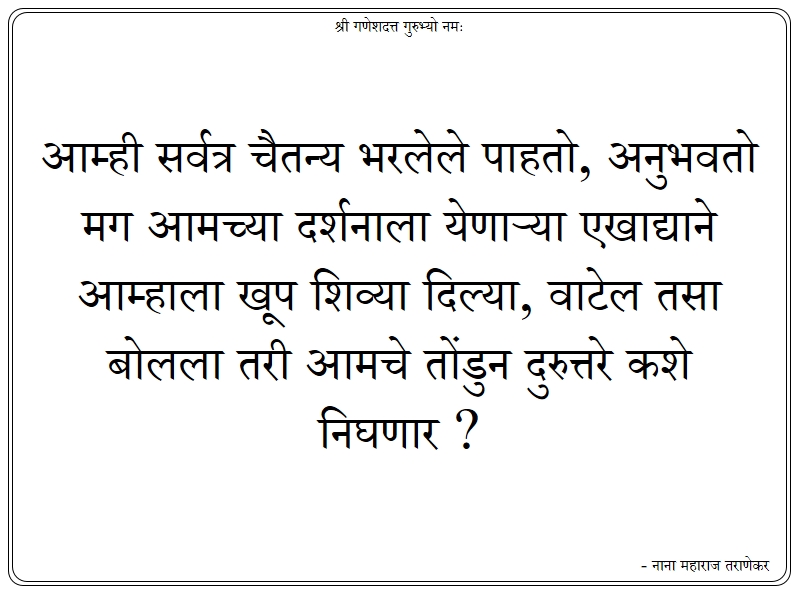 श्री गणेशदत्त गुरुभ्यो नमः
आम्ही सर्वत्र चैतन्य भरलेले पाहतो, अनुभवतो
मग आमच्या दर्शनाला येणाऱ्या एखाद्याने
आम्हाला खूप शिव्या दिल्या, वाटेल तसा
बोलला तरी आमचे तोंडुन दुरुत्तरे कशे
निघणार ?
- नाना महाराज तराणेकर